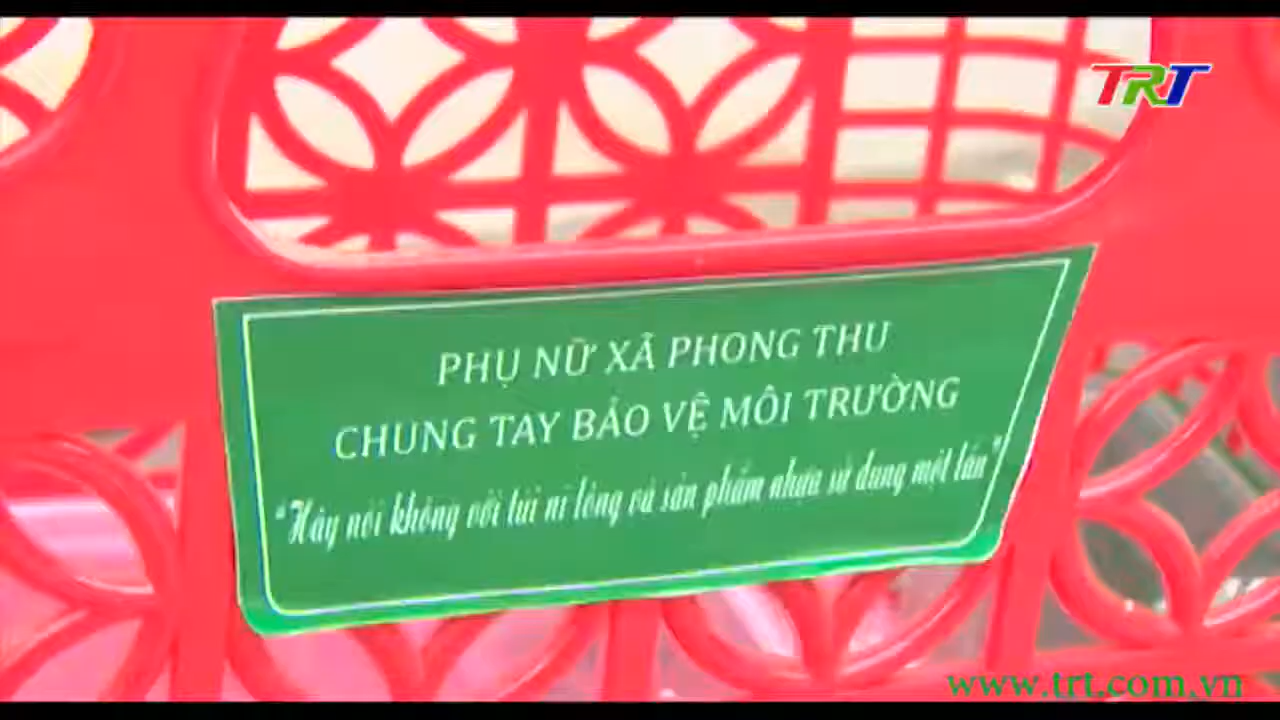 TRT
PHỤ NỮ XÃ PHONG THU
CHUNG TAY BẢO VỆ MÔI TRƯỜNG
"Hãy nói không với túi ni lông và sản phẩm nhựa sử dụng một lần"
www.trt.com.vn